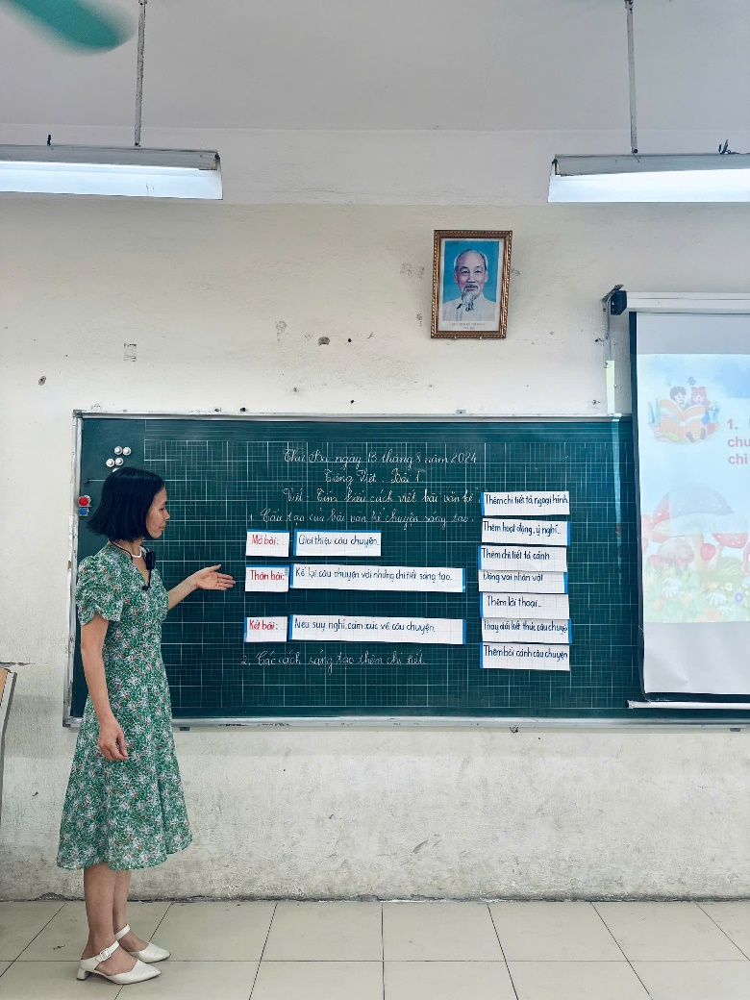 Thứ Ba ngày 13 tháng 8 năm 2024
Tiếng Việt: Bài 1
Viết: Tìm hiểu cách viết bài văn kể
1. Cấu tạo của bài văn kể chuyện sáng tạo.
Mở bài:
Giới thiệu câu chuyện.
Thân bài:
Kể lại câu chuyện với những chi tiết sáng tạo.
Kết bài:
Nêu suy nghĩ, cảm xúc về câu chuyện.
2. Các cách sáng tạo thêm chi tiết
Thêm chi tiết tả ngoại hình
Thêm hoạt động, ý nghĩ...
Thêm chi tiết tả cảnh
Đóng vai nhân vật
Thêm lời thoại...
Thay đổi kết thúc câu chuyện
Thêm bối cảnh câu chuyện
1.
chu
chi